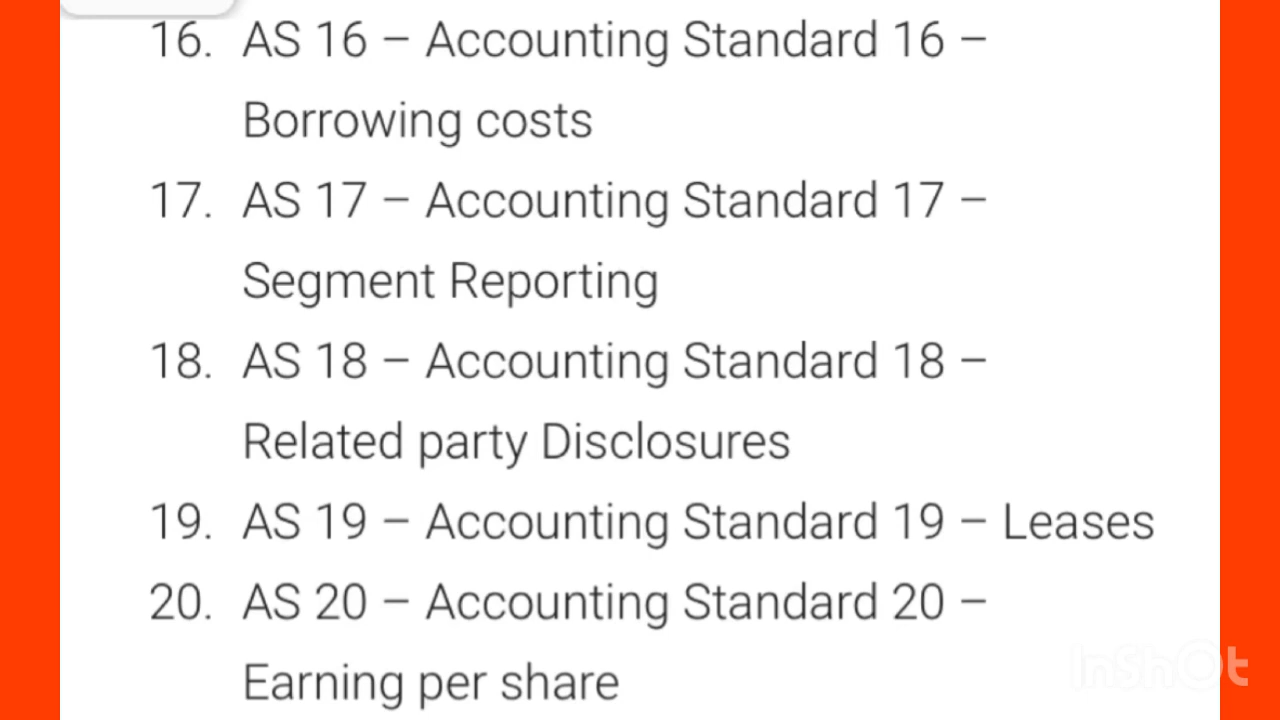 16. AS 16 – Accounting Standard 16 –
Borrowing costs
17. AS 17 – Accounting Standard 17 –
Segment Reporting
18. AS 18 – Accounting Standard 18 –
Related party Disclosures
19. AS 19 – Accounting Standard 19 – Leases
20. AS 20 – Accounting Standard 20 –
Earning per share
InShOt